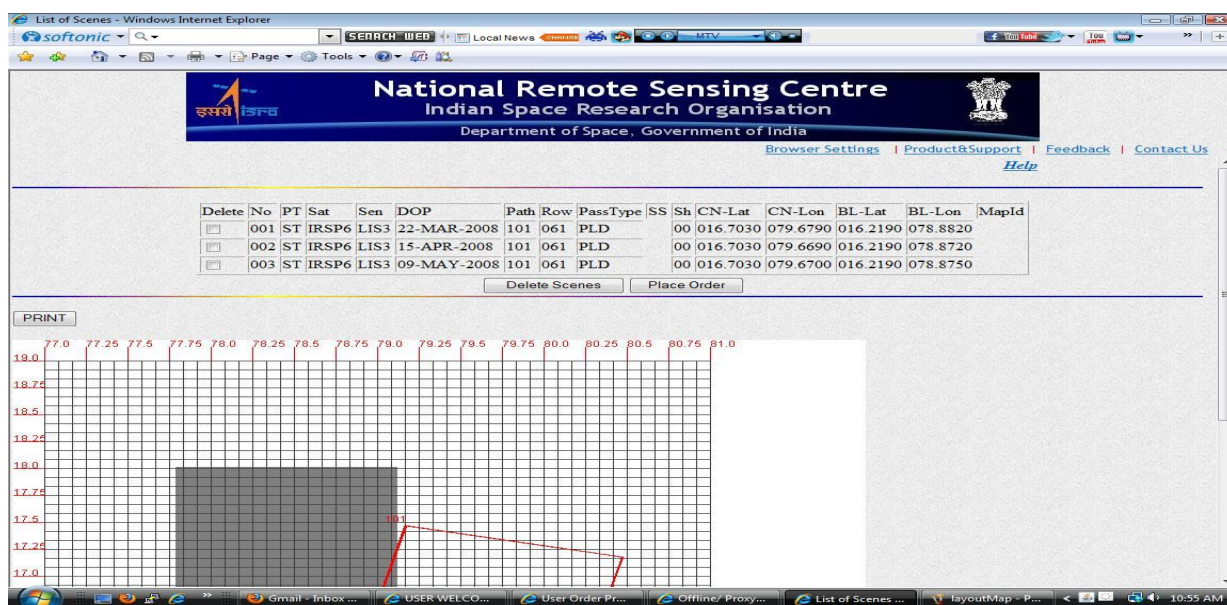 List of Scenes - Windows Internet Explorer
softonic SEARCH WEB Local News MTV You Tube You
Page Tools
इसरो isro
National Remote Sensing Centre
Indian Space Research Organisation
Department of Space, Government of India
Browser Settings | Product&Support | Feedback | Contact Us
Help
Delete No PT Sat Sen DOP Path Row PassType SS Sh CN-Lat CN-Lon BL-Lat BL-Lon MapId
001 ST IRSP6 LIS3 22-MAR-2008 101 061 PLD 00 016.7030 079.6790 016.2190 078.8820
002 ST IRSP6 LIS3 15-APR-2008 101 061 PLD 00 016.7030 079.6690 016.2190 078.8720
003 ST IRSP6 LIS3 09-MAY-2008 101 061 PLD 00 016.7030 079.6700 016.2190 078.8750
Delete Scenes Place Order
PRINT
77.0 77.25 77.5 77.75 78.0 78.25 78.5 78.75 79.0 79.25 79.5 79.75 80.0 80.25 80.5 80.75 81.0
19.0
18.75
18.5
18.25
18.0
17.75
17.5
101
17.25
17.0
Gmail - Inbox ... USER WELCO... User Order Pr... Offline/ Proxy... List of Scenes ... layoutMap - P... 10:55 AM